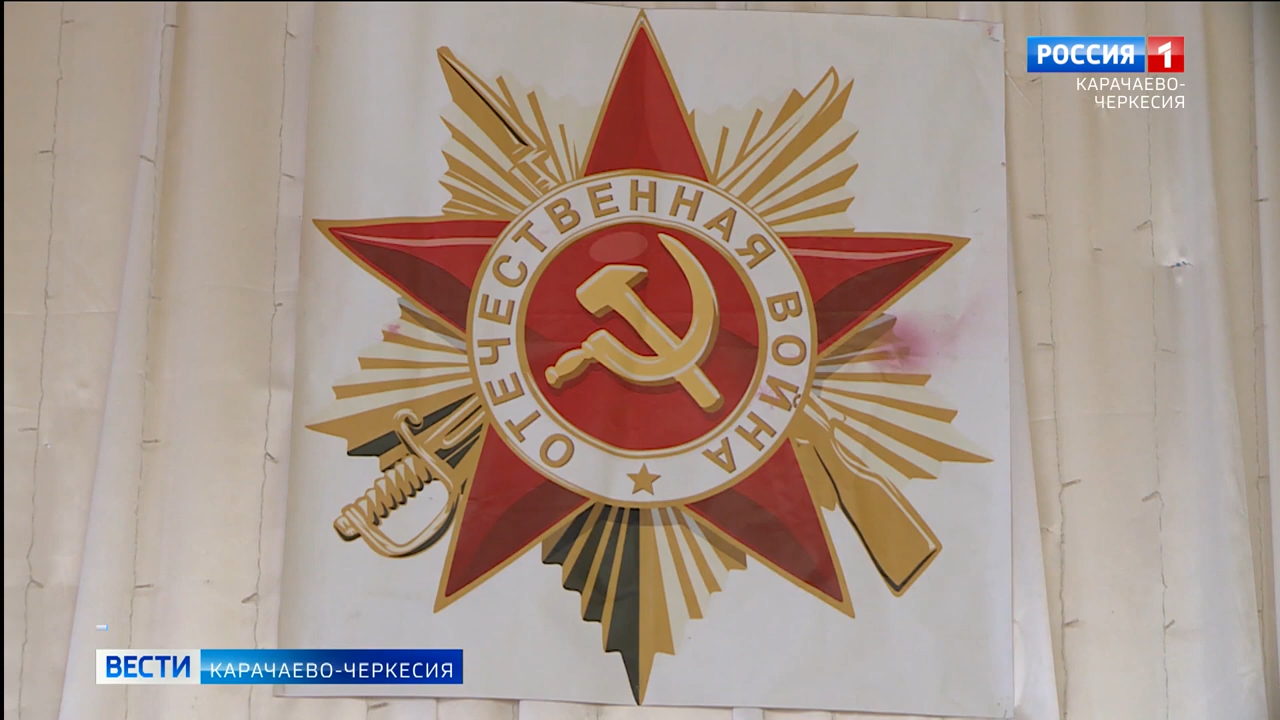 РОССИЯ 1
КАРАЧАЕВО-
ЧЕРКЕСИЯ
ОТЕЧЕСТВЕННАЯ ВОЙНА
ВЕСТИ КАРАЧАЕВО-ЧЕРКЕСИЯ